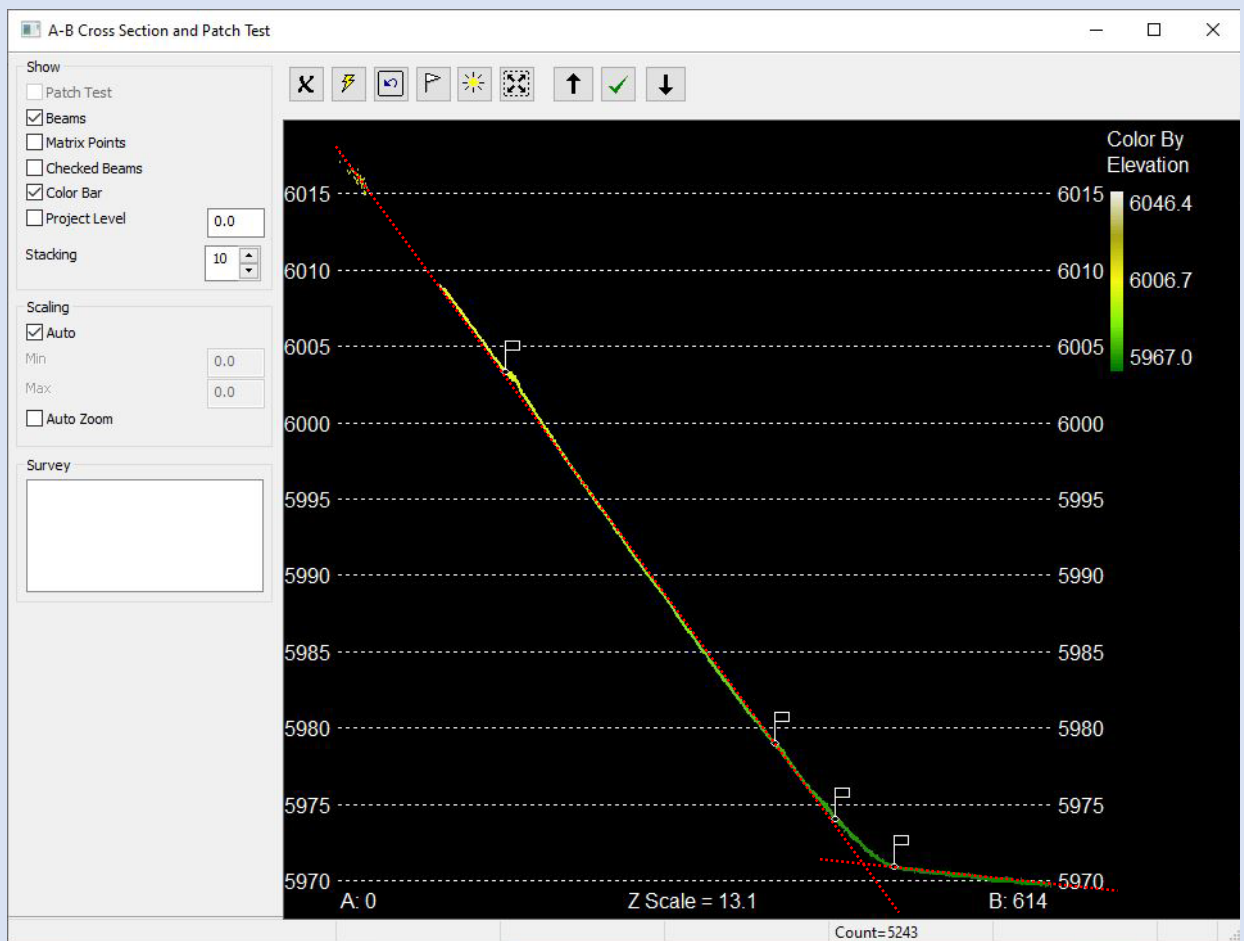 A-B Cross Section and Patch Test
Show
Patch Test
Beams
Matrix Points
Checked Beams
Color Bar
Project Level 0.0
Stacking 10
Scaling
Auto
Min 0.0
Max 0.0
Auto Zoom
Survey
Color By
Elevation
6046.4
6006.7
5967.0
6015 6015
6010 6010
6005 6005
6000 6000
5995 5995
5990 5990
5985 5985
5980 5980
5975 5975
5970 5970
A: 0 Z Scale = 13.1 B: 614
Count=5243